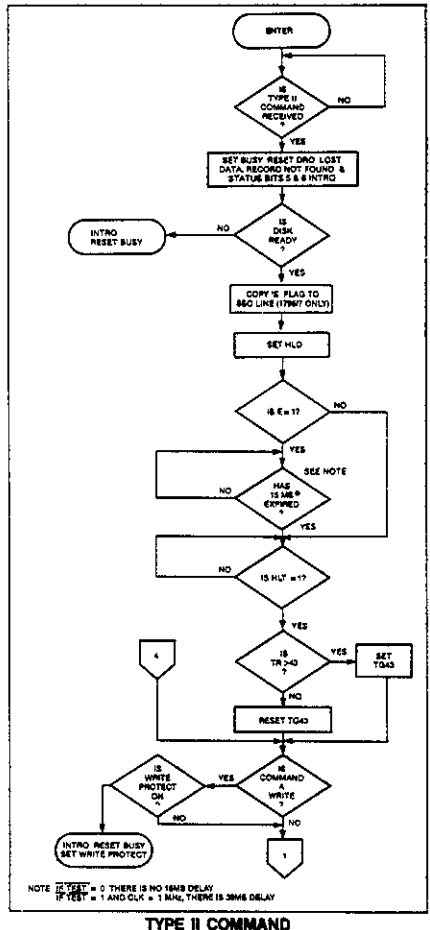 ENTER
IS
TYPE II
COMMAND
RECEIVED
?
NO
YES
SET BUSY RESET DRQ LOST
DATA, RECORD NOT FOUND &
STATUS BITS 5 & 6 INTRQ
IS
DISK
READY
?
NO
INTRQ
RESET BUSY
YES
COPY 'S' FLAG TO
SSO LINE (1795/7 ONLY)
SET HLD
IS E = 1?
NO
YES
SEE NOTE
HAS
15 MS*
EXPIRED
?
NO
YES
IS HLT = 1?
NO
YES
4
IS
TR >43
?
YES
SET
TG43
NO
RESET TG43
IS
WRITE
PROTECT
ON
?
YES
IS
COMMAND
A
WRITE
?
NO
NO
INTRQ RESET BUSY
SET WRITE PROTECT
1
NOTE IF TEST = 0 THERE IS NO 15MS DELAY
IF TEST = 1 AND CLK = 1 MHz, THERE IS 30MS DELAY
TYPE II COMMAND